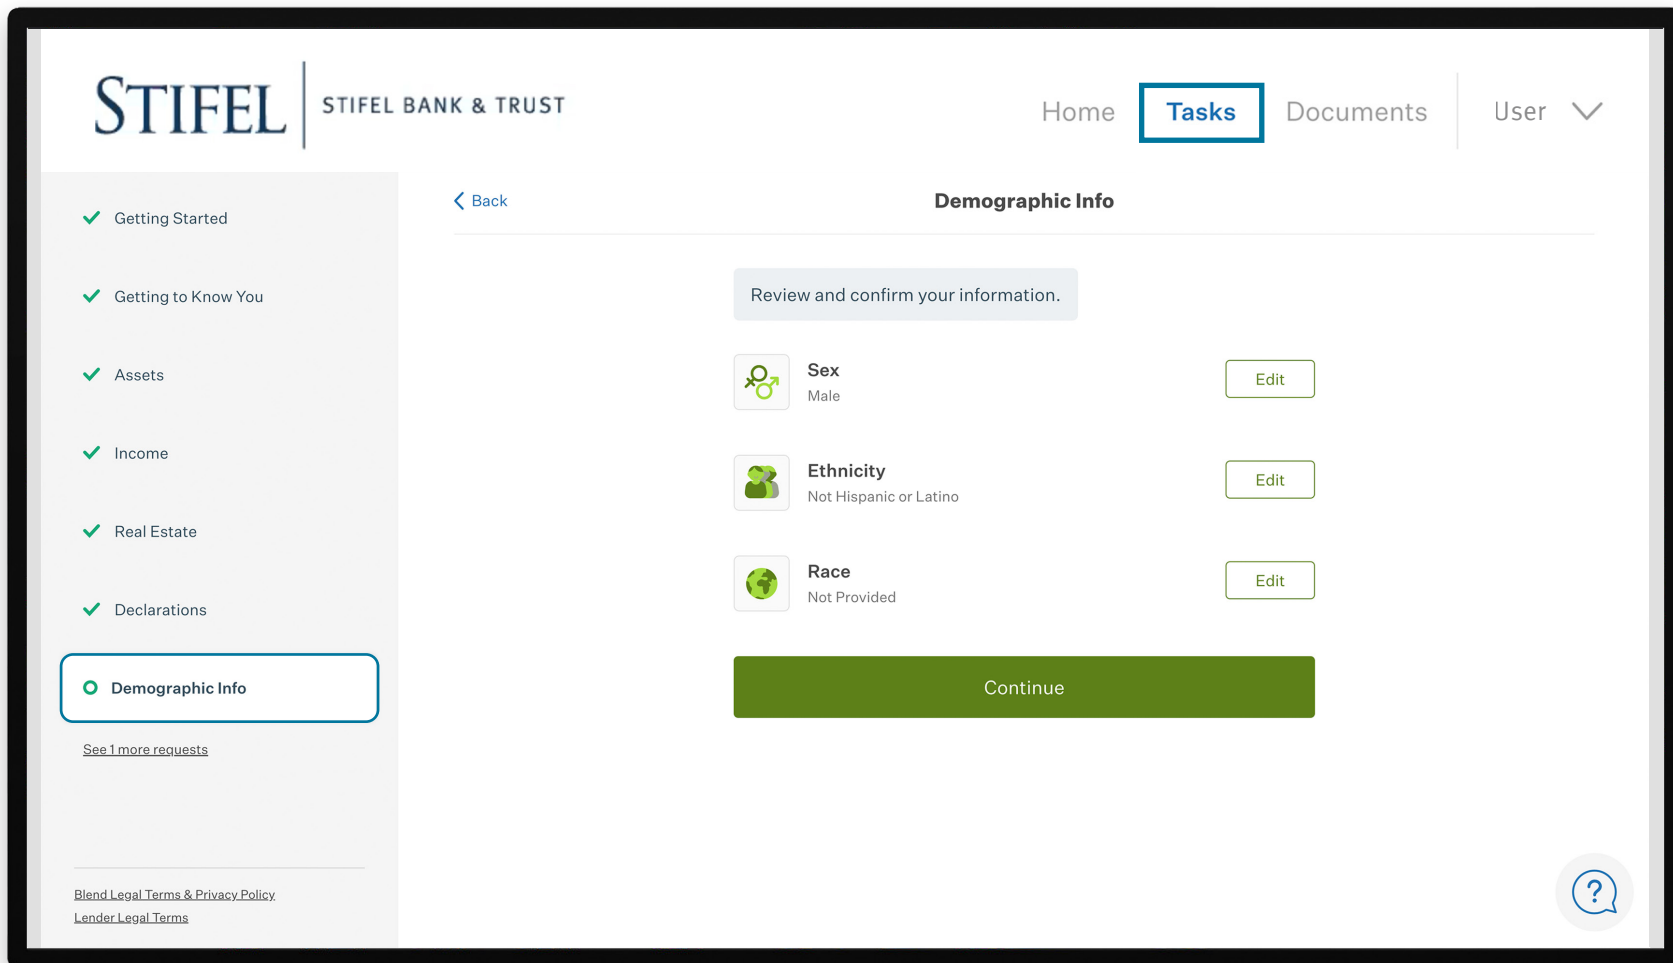 STIFEL
STIFEL BANK & TRUST
Home
Tasks
Documents
User
Getting Started
Getting to Know You
Assets
Income
Real Estate
Declarations
Demographic Info
See 1 more requests
Blend Legal Terms & Privacy Policy
Lender Legal Terms
Back
Demographic Info
Review and confirm your information.
Sex
Male
Edit
Ethnicity
Not Hispanic or Latino
Edit
Race
Not Provided
Edit
Continue
?